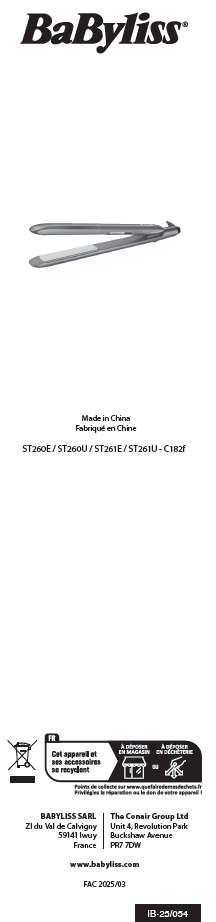 BaByliss®
Made in China
Fabriqué en Chine
ST260E / ST260U / ST261E / ST261U - C182f
FR
Cet appareil et
ses accessoires
se recyclent
À DÉPOSER
EN MAGASIN
OU
À DÉPOSER
EN DÉCHÈTERIE
Points de collecte sur www.quefairedemesdechets.fr
Privilégiez la réparation ou le don de votre appareil !
BABYLISS SARL
ZI du Val de Calvigny
59141 Iwuy
France
The Conair Group Ltd
Unit 4, Revolution Park
Buckshaw Avenue
PR7 7DW
www.babyliss.com
FAC 2025/03
IB-25/054